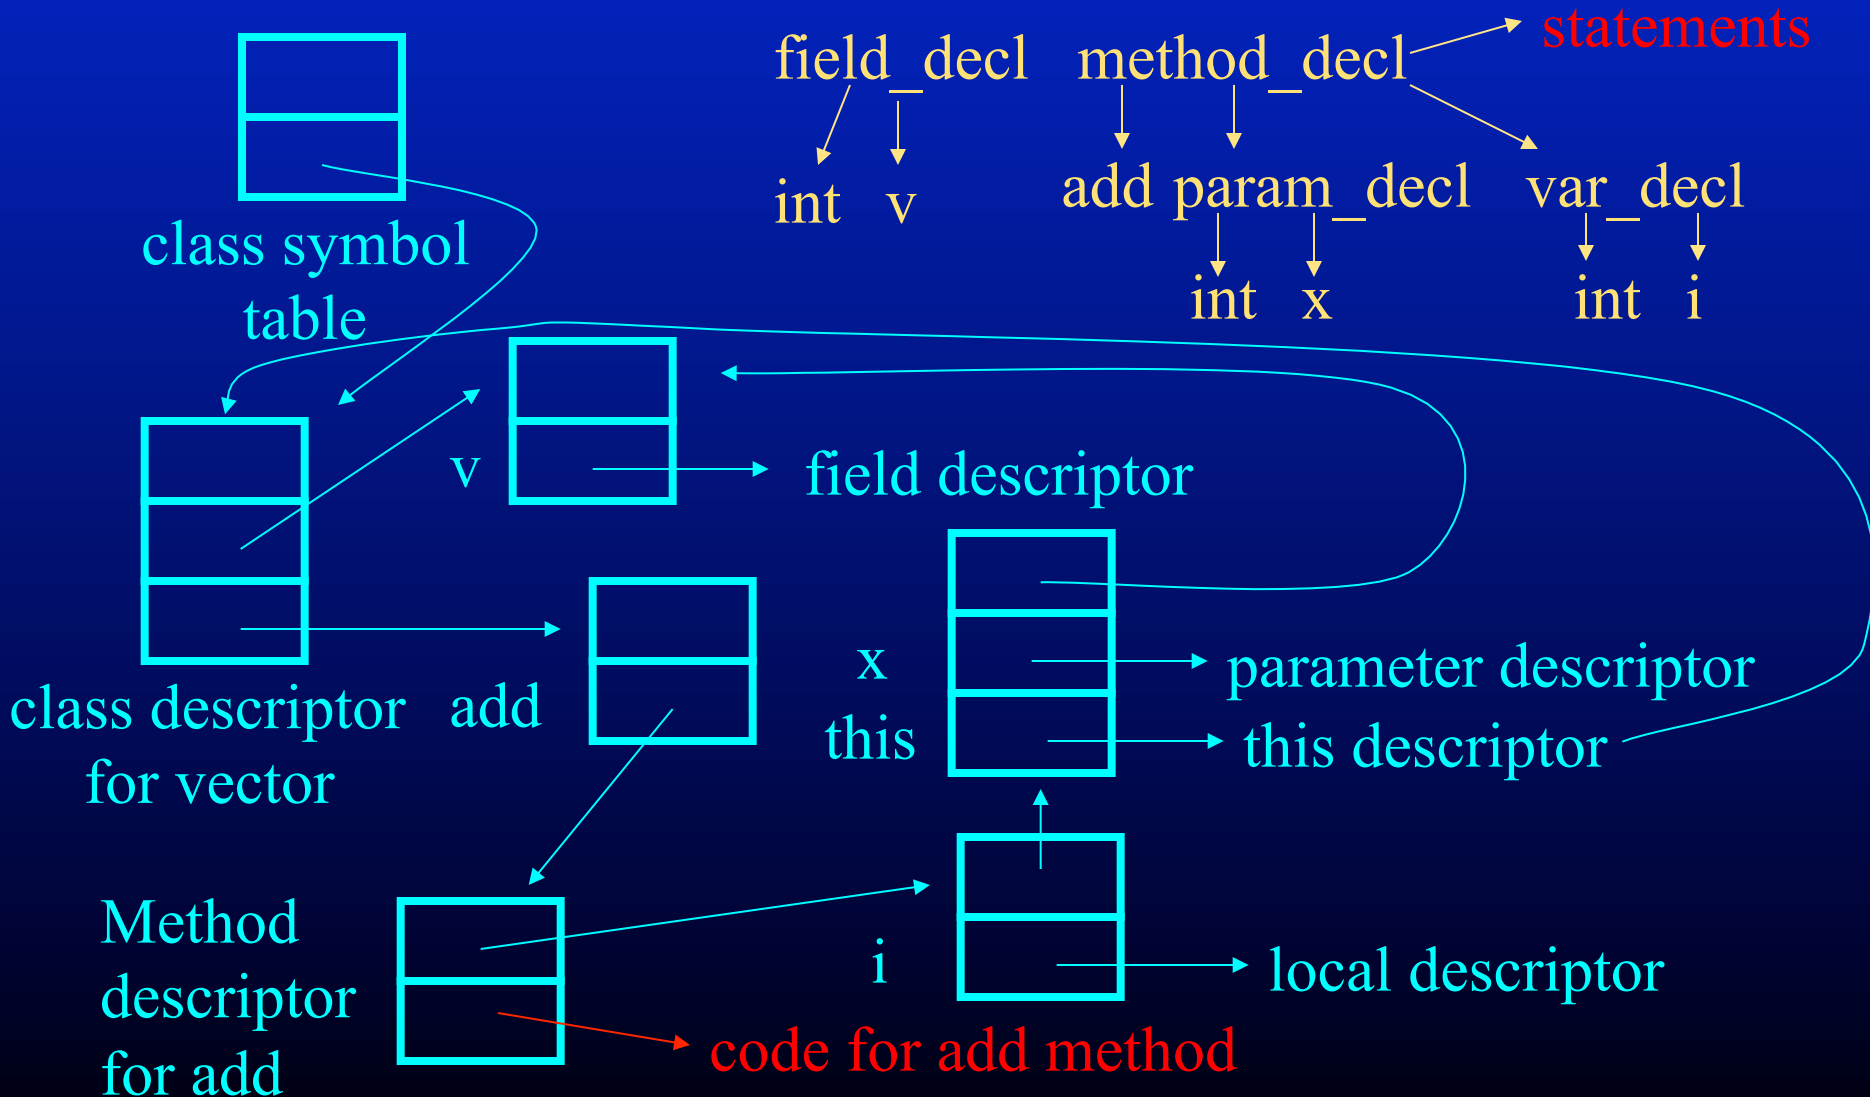 statements
field_decl method_decl
int v
add param_decl var_decl
int x
int i
class symbol
table
v
field descriptor
x
parameter descriptor
class descriptor
for vector
add
this
this descriptor
Method
descriptor
for add
i
local descriptor
code for add method